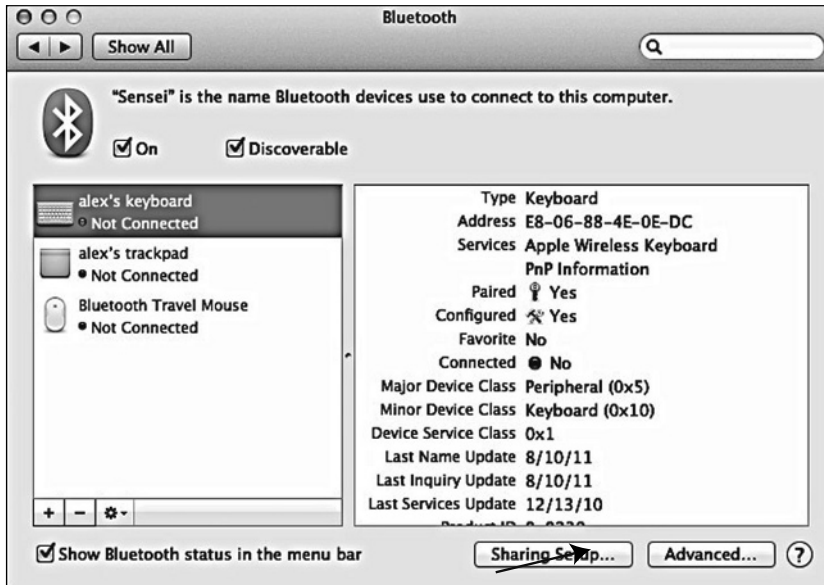 Bluetooth
Show All
“Sensei” is the name Bluetooth devices use to connect to this computer.
On
Discoverable
alex's keyboard
Not Connected
alex's trackpad
Not Connected
Bluetooth Travel Mouse
Not Connected
Type Keyboard
Address E8-06-88-4E-0E-DC
Services Apple Wireless Keyboard
PnP Information
Paired Yes
Configured Yes
Favorite No
Connected No
Major Device Class Peripheral (0x5)
Minor Device Class Keyboard (0x10)
Device Service Class 0x1
Last Name Update 8/10/11
Last Inquiry Update 8/10/11
Last Services Update 12/13/10
+ -
Show Bluetooth status in the menu bar
Sharing Setup...
Advanced...
?